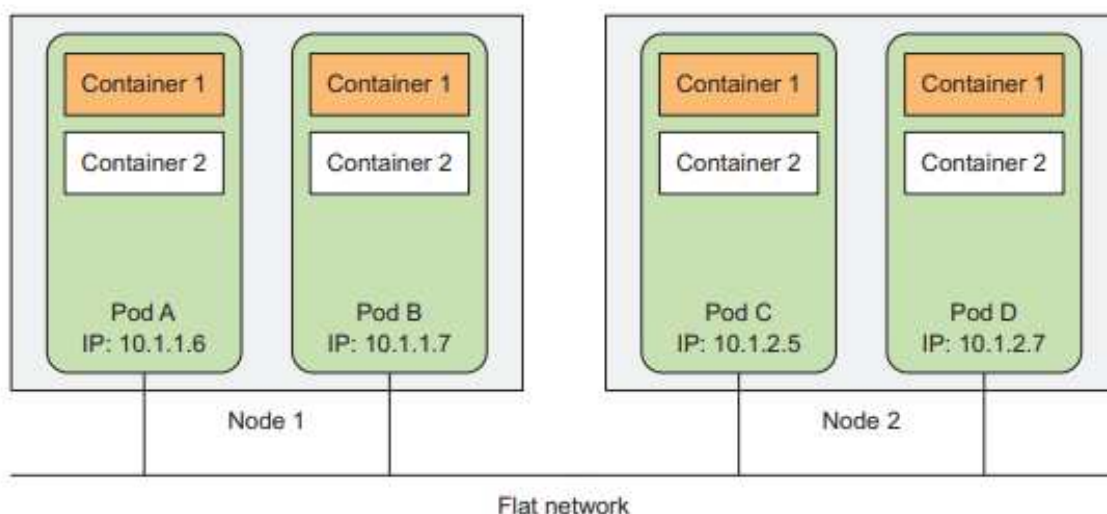 Container 1
Container 2
Pod A
IP: 10.1.1.6
Container 1
Container 2
Pod B
IP: 10.1.1.7
Node 1
Container 1
Container 2
Pod C
IP: 10.1.2.5
Container 1
Container 2
Pod D
IP: 10.1.2.7
Node 2
Flat network